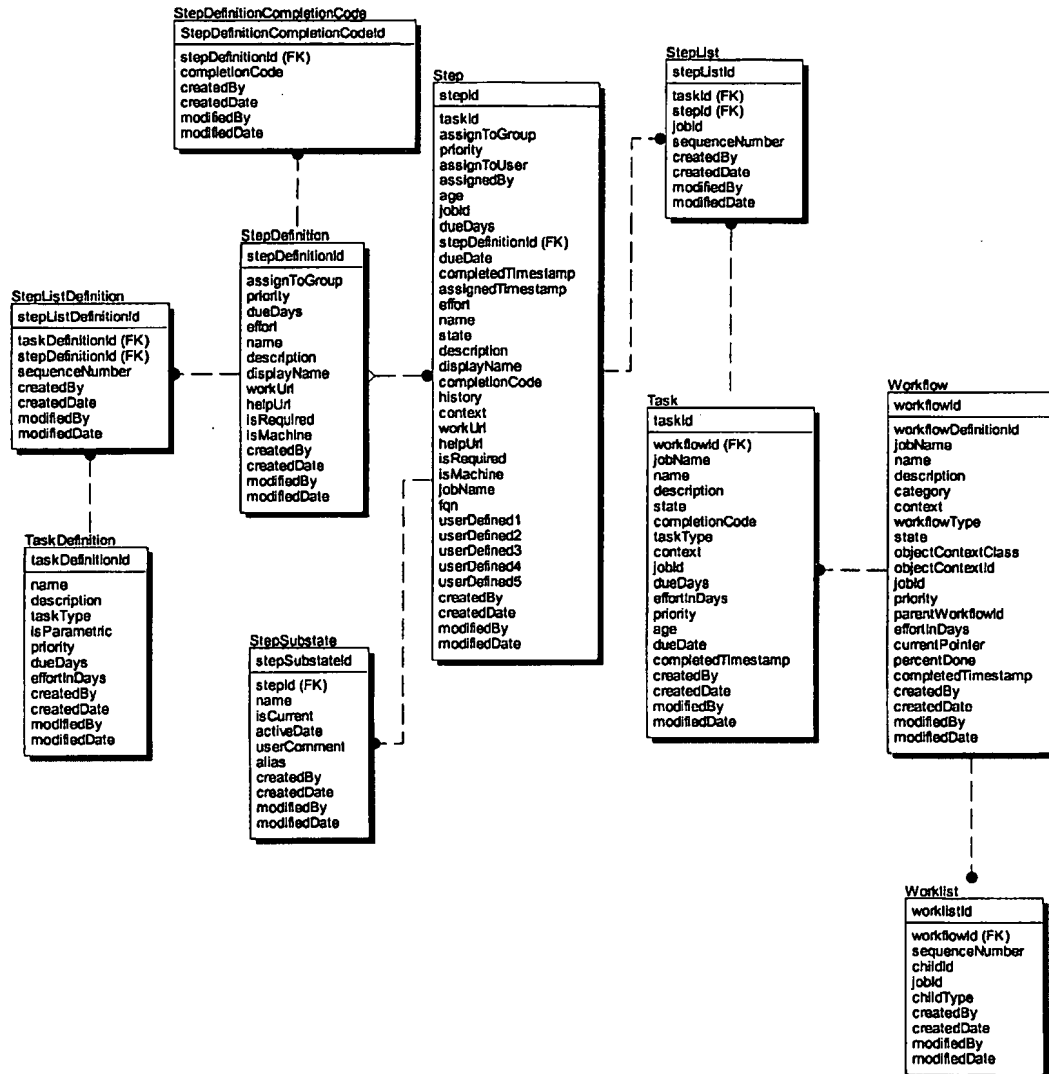 StepDefinitionCompletionCode
StepDefinitionCompletionCodeId
stepDefinitionId (FK)
completionCode
createdBy
createdDate
modifiedBy
modifiedDate
Step
stepId
taskId
assignToGroup
priority
assignToUser
assignedBy
age
jobId
dueDays
stepDefinitionId (FK)
dueDate
completedTimestamp
assignedTimestamp
effort
name
state
description
displayName
completionCode
history
context
workUrl
helpUrl
isRequired
isMachine
jobName
fqn
userDefined1
userDefined2
userDefined3
userDefined4
userDefined5
createdBy
createdDate
modifiedBy
modifiedDate
StepList
stepListId
taskId (FK)
stepId (FK)
jobId
sequenceNumber
createdBy
createdDate
modifiedBy
modifiedDate
StepDefinition
stepDefinitionId
assignToGroup
priority
dueDays
effort
name
description
displayName
workUrl
helpUrl
isRequired
isMachine
createdBy
createdDate
modifiedBy
modifiedDate
StepListDefinition
stepListDefinitionId
taskDefinitionId (FK)
stepDefinitionId (FK)
sequenceNumber
createdBy
createdDate
modifiedBy
modifiedDate
TaskDefinition
taskDefinitionId
name
description
taskType
isParametric
priority
dueDays
effortInDays
createdBy
createdDate
modifiedBy
modifiedDate
StepSubstate
stepSubstateId
stepId (FK)
name
isCurrent
activeDate
userComment
alias
createdBy
createdDate
modifiedBy
modifiedDate
Task
taskId
workflowId (FK)
jobName
name
description
state
completionCode
taskType
context
jobId
dueDays
effortInDays
priority
age
dueDate
completedTimestamp
createdBy
createdDate
modifiedBy
modifiedDate
Workflow
workflowId
workflowDefinitionId
jobName
name
description
category
context
workflowType
state
objectContextClass
objectContextId
jobId
priority
parentWorkflowId
effortInDays
currentPointer
percentDone
completedTimestamp
createdBy
createdDate
modifiedBy
modifiedDate
Worklist
worklistId
workflowId (FK)
sequenceNumber
childId
jobId
childType
createdBy
createdDate
modifiedBy
modifiedDate